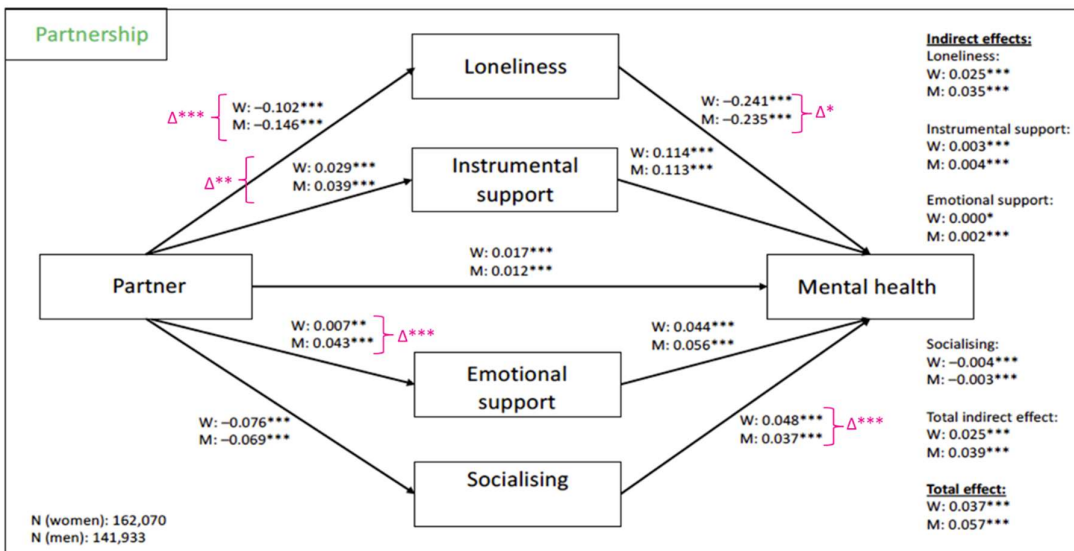 Partnership
Loneliness
Δ***
W: –0.102***
M: –0.146***
W: –0.241***
M: –0.235***
Δ*
Δ**
W: 0.029***
M: 0.039***
Instrumental
support
W: 0.114***
M: 0.113***
W: 0.017***
M: 0.012***
Partner
Mental health
W: 0.007**
M: 0.043***
Δ***
W: 0.044***
M: 0.056***
Emotional
support
W: –0.076***
M: –0.069***
W: 0.048***
M: 0.037***
Δ***
Socialising
N (women): 162,070
N (men): 141,933
Indirect effects:
Loneliness:
W: 0.025***
M: 0.035***
Instrumental support:
W: 0.003***
M: 0.004***
Emotional support:
W: 0.000*
M: 0.002***
Socialising:
W: –0.004***
M: –0.003***
Total indirect effect:
W: 0.025***
M: 0.039***
Total effect:
W: 0.037***
M: 0.057***